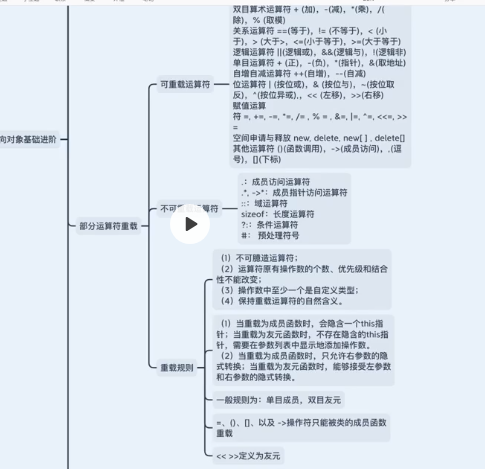 双目算术运算符 + (加)，-(减)，*(乘)，/(
除)，% (取模)
关系运算符 ==(等于)，!= (不等于)，< (小
于)，> (大于>，<=(小于等于)，>=(大于等于)
逻辑运算符 ||(逻辑或)，&&(逻辑与)，!(逻辑非)
单目运算符 + (正)，-(负)，*(指针)，&(取地址)
自增自减运算符 ++(自增)，--(自减)
位运算符 | (按位或)，& (按位与)，~(按位取
反)，^(按位异或),，<< (左移)，>>(右移)
赋值运算
符 =, +=, -=, *=, /= , % = , &=, |=, ^=, <<=, >>
=
空间申请与释放 new, delete, new[ ] , delete[]
其他运算符 ()(函数调用)，->(成员访问)，,(逗
号)，[](下标)
可重载运算符
向对象基础进阶
.：成员访问运算符
.*, ->*：成员指针访问运算符
::：域运算符
sizeof：长度运算符
?:：条件运算符
#： 预处理符号
不可 运算符
部分运算符重载
（1）不可臆造运算符；
（2）运算符原有操作数的个数、优先级和结合
性不能改变；
（3）操作数中至少一个是自定义类型；
（4）保持重载运算符的自然含义。
（1）当重载为成员函数时，会隐含一个this指
针；当重载为友元函数时，不存在隐含的this指
针，需要在参数列表中显示地添加操作数。
（2）当重载为成员函数时，只允许右参数的隐
式转换；当重载为友元函数时，能够接受左参数
和右参数的隐式转换。
重载规则
一般规则为：单目成员，双目友元
=、()、[]、以及 ->操作符只能被类的成员函数
重载
<< >>定义为友元